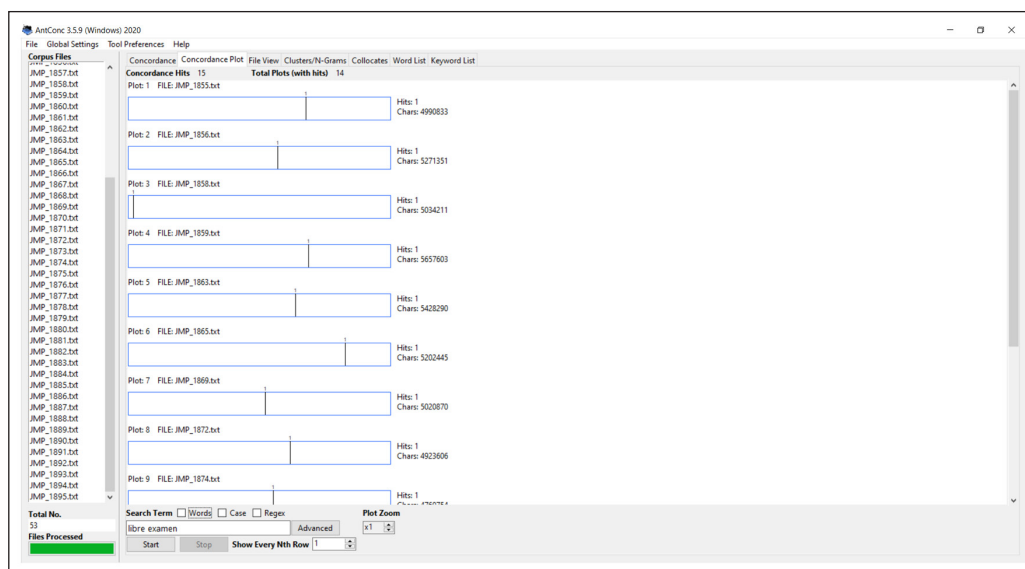 AntConc 3.5.9 (Windows) 2020
File Global Settings Tool Preferences Help
Corpus Files
JMP_1857.txt
JMP_1858.txt
JMP_1859.txt
JMP_1860.txt
JMP_1861.txt
JMP_1862.txt
JMP_1863.txt
JMP_1864.txt
JMP_1865.txt
JMP_1866.txt
JMP_1867.txt
JMP_1868.txt
JMP_1869.txt
JMP_1870.txt
JMP_1871.txt
JMP_1872.txt
JMP_1873.txt
JMP_1874.txt
JMP_1875.txt
JMP_1876.txt
JMP_1877.txt
JMP_1878.txt
JMP_1879.txt
JMP_1880.txt
JMP_1881.txt
JMP_1882.txt
JMP_1883.txt
JMP_1884.txt
JMP_1885.txt
JMP_1886.txt
JMP_1887.txt
JMP_1888.txt
JMP_1889.txt
JMP_1890.txt
JMP_1891.txt
JMP_1892.txt
JMP_1893.txt
JMP_1894.txt
JMP_1895.txt
Total No.
53
Files Processed
Concordance Concordance Plot File View Clusters/N-Grams Collocates Word List Keyword List
Concordance Hits 15 Total Plots (with hits) 14
Plot: 1 FILE: JMP_1855.txt
1
Hits: 1
Chars: 4990833
Plot: 2 FILE: JMP_1856.txt
1
Hits: 1
Chars: 5271351
Plot: 3 FILE: JMP_1858.txt
1
Hits: 1
Chars: 5034211
Plot: 4 FILE: JMP_1859.txt
1
Hits: 1
Chars: 5657603
Plot: 5 FILE: JMP_1863.txt
1
Hits: 1
Chars: 5428290
Plot: 6 FILE: JMP_1865.txt
1
Hits: 1
Chars: 5202445
Plot: 7 FILE: JMP_1869.txt
1
Hits: 1
Chars: 5020870
Plot: 8 FILE: JMP_1872.txt
1
Hits: 1
Chars: 4923606
Plot: 9 FILE: JMP_1874.txt
1
Hits: 1
Search Term Words Case Regex Plot Zoom
libre examen Advanced x1
Start Stop Show Every Nth Row 1